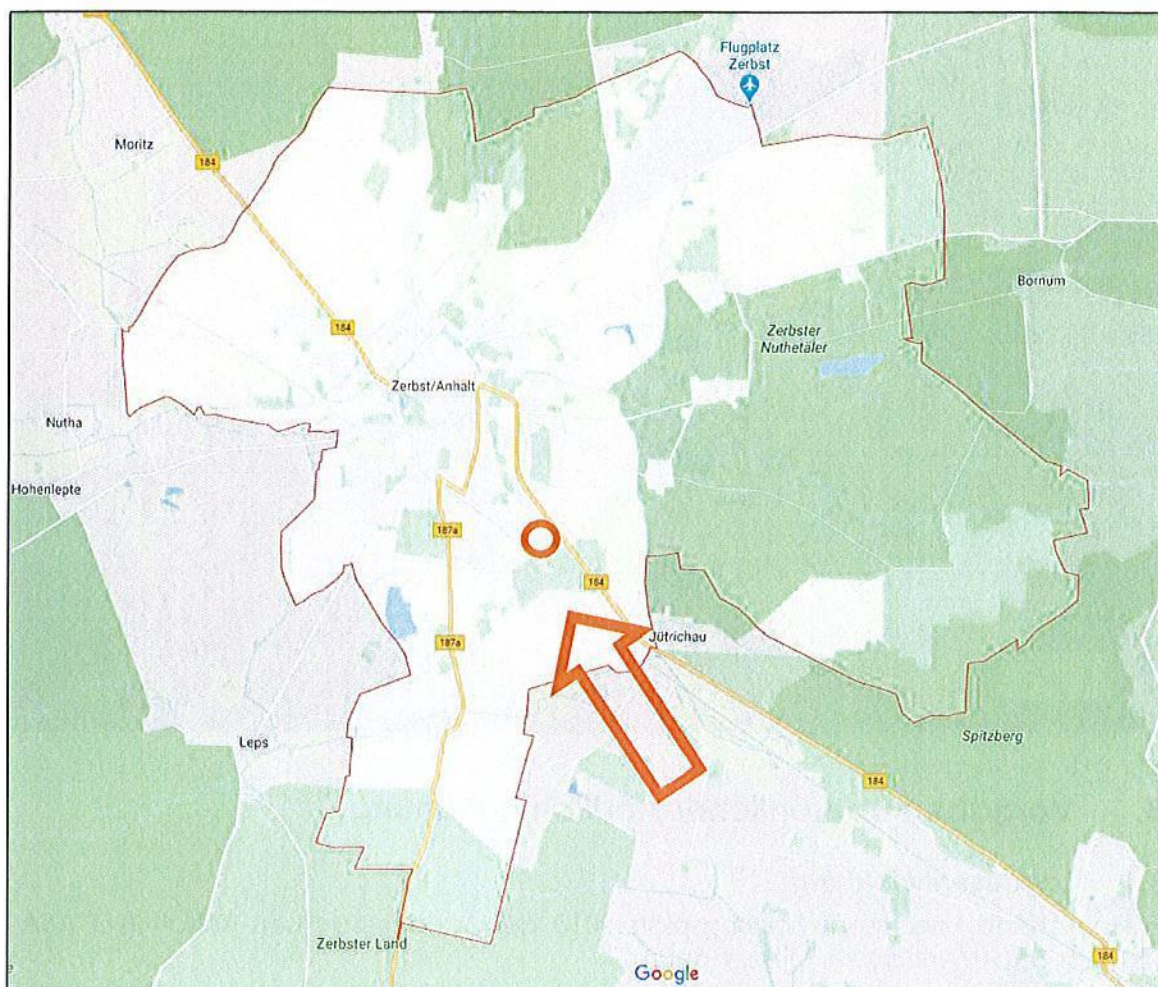 Flugplatz
Zerbst
Moritz
184
Bornum
Zerbster
Nuthetäler
184
Zerbst/Anhalt
Nutha
Hohenlepte
187a
184
187a
Jütrichau
Leps
Spitzberg
184
Zerbster Land
184
Google